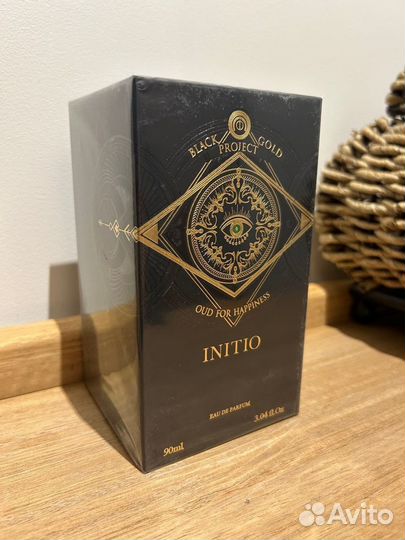 BLACK GOLD
PROJECT
OUD FOR HAPPINESS
INITIO
EAU DE PARFUM
90ml 3.04 fl.Oz
Avito